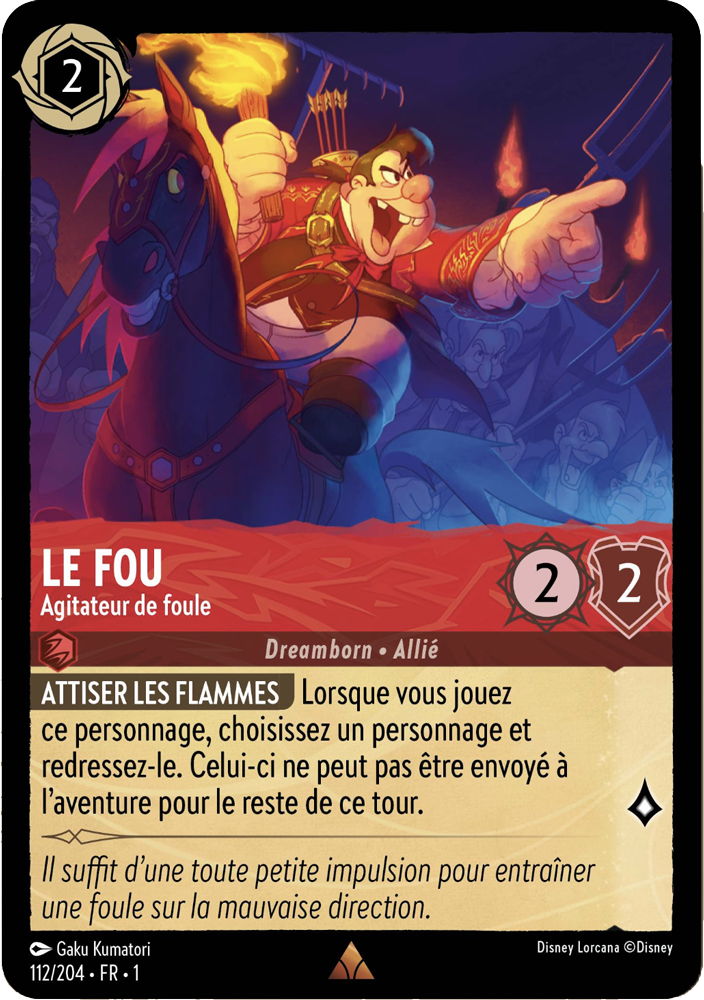 2
LE FOU
Agitateur de foule
2
2
Dreamborn • Allié
ATTISER LES FLAMMES Lorsque vous jouez
ce personnage, choisissez un personnage et
redressez-le. Celui-ci ne peut pas être envoyé à
l'aventure pour le reste de ce tour.
Il suffit d'une toute petite impulsion pour entraîner
une foule sur la mauvaise direction.
Gaku Kumatori
Disney Lorcana ©Disney
112/204 • FR • 1